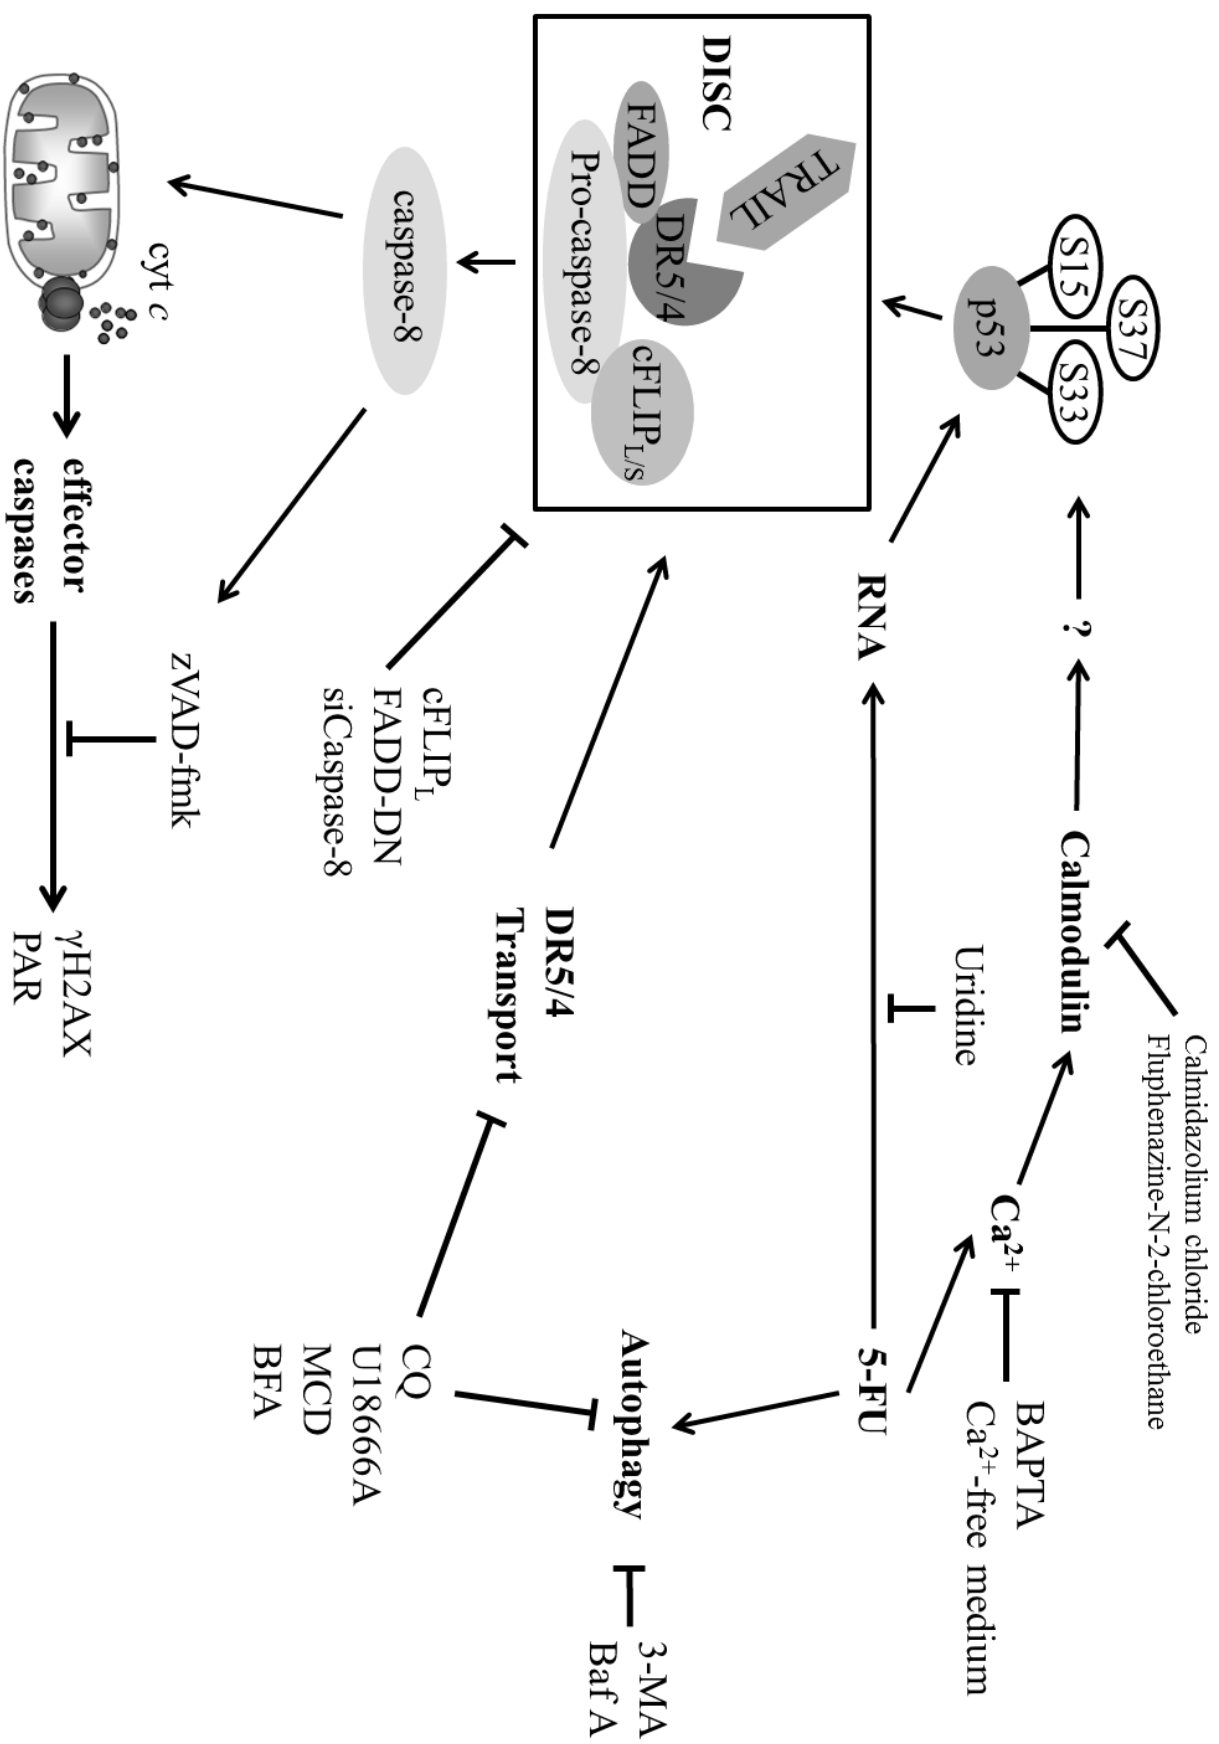 Calmidazolium chloride
Fluphenazine-N-2-chloroethane
S37
S15
S33
p53
?
Calmodulin
Ca2+
BAPTA
Ca2+-free medium
Uridine
RNA
5-FU
DISC
TRAIL
FADD
DR5/4
cFLIPL/S
Pro-caspase-8
DR5/4
Transport
Autophagy
3-MA
Baf A
cFLIPL
FADD-DN
siCaspase-8
CQ
U18666A
MCD
BFA
caspase-8
zVAD-fmk
cyt c
effector
caspases
γH2AX
PAR